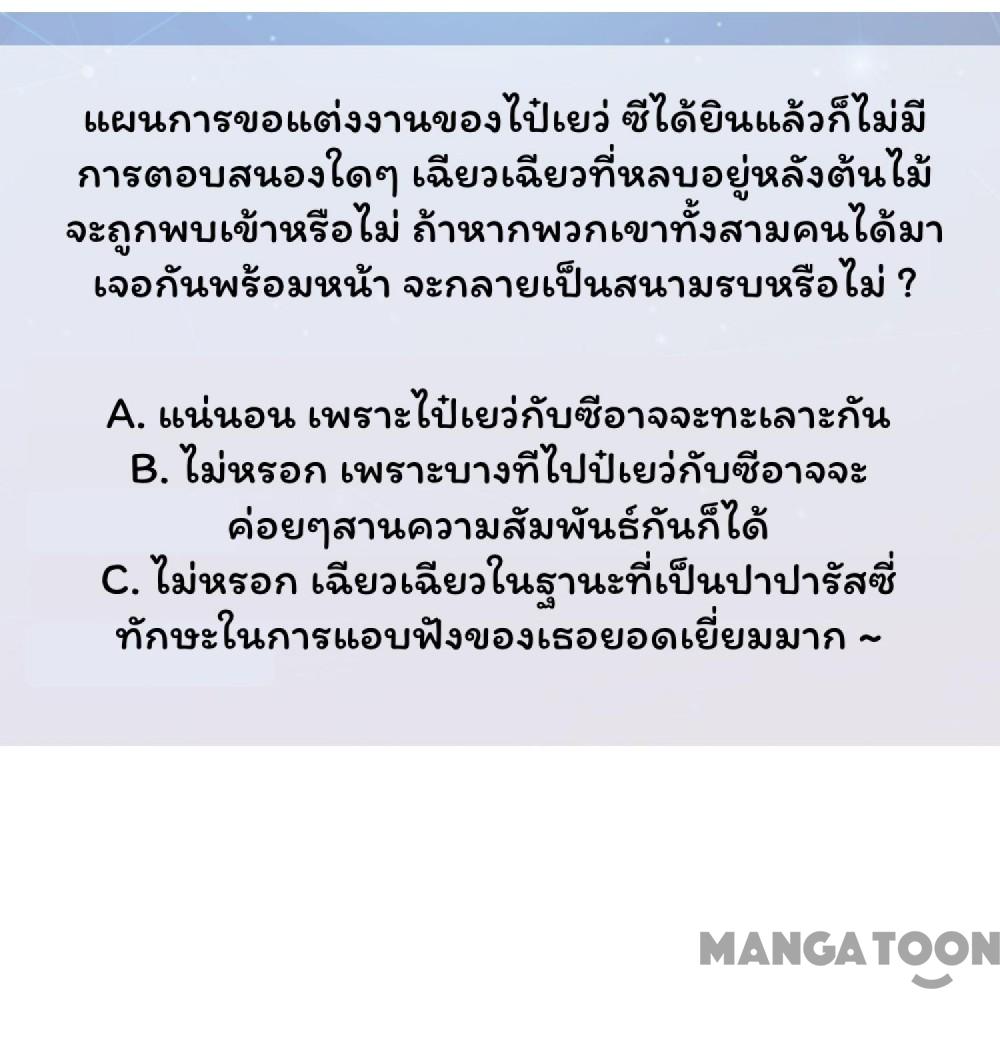 แผนการขอแต่งงานของไป๋เยว่ ซีได้ยินแล้วก็ไม่มี
การตอบสนองใดๆ เฉียวเฉียวที่หลบอยู่หลังต้นไม้
จะถูกพบเข้าหรือไม่ ถ้าหากพวกเขาทั้งสามคนได้มา
เจอกันพร้อมหน้า จะกลายเป็นสนามรบหรือไม่ ?
A. แน่นอน เพราะไป๋เยว่กับซีอาจจะทะเลาะกัน
B. ไม่หรอก เพราะบางทีไปป๋เยว่กับซีอาจจะ
ค่อยๆสานความสัมพันธ์กันก็ได้
C. ไม่หรอก เฉียวเฉียวในฐานะที่เป็นปาปารัสซี่
ทักษะในการแอบฟังของเธอยอดเยี่ยมมาก ~
MANGATOON